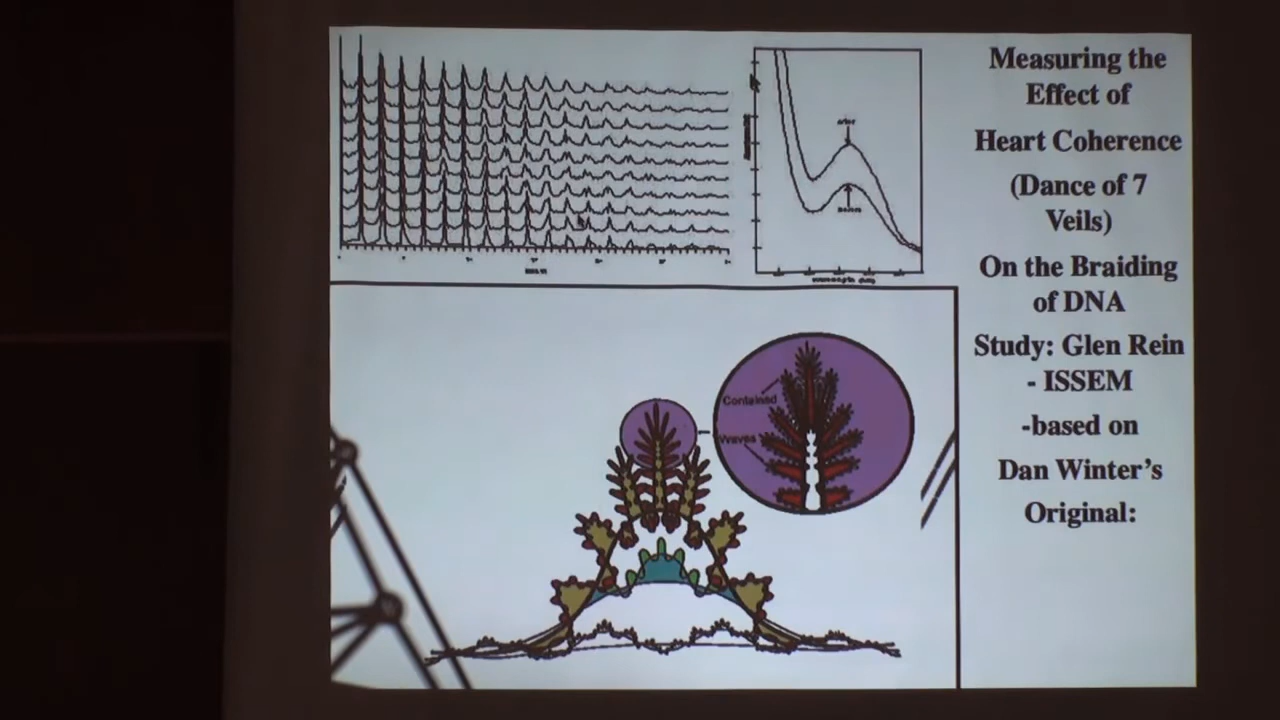 Measuring the
Effect of
Heart Coherence
(Dance of 7
Veils)
On the Braiding
of DNA
Study: Glen Rein
- ISSEM
-based on
Dan Winter’s
Original:
after
Contained
Waves